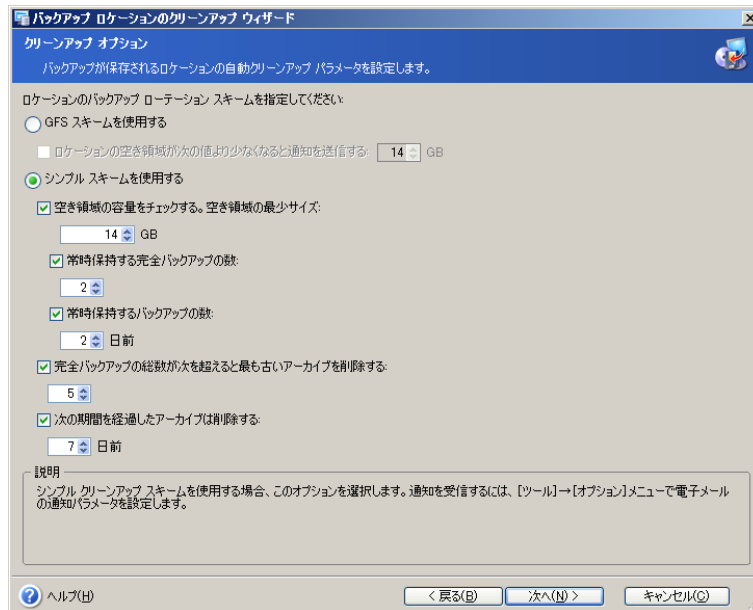 バックアップ ロケーションのクリーンアップ ウィザード
クリーンアップ オプション
バックアップが保存されるロケーションの自動クリーンアップ パラメータを設定します。
ロケーションのバックアップ ローテーション スキームを指定してください:
GFS スキームを使用する
ロケーションの空き領域が次の値より少なくなると通知を送信する: 14 GB
シンプル スキームを使用する
空き領域の容量をチェックする。空き領域の最少サイズ:
14 GB
常時保持する完全バックアップの数:
2
常時保持するバックアップの数:
2 日前
完全バックアップの総数が次を超えると最も古いアーカイブを削除する:
5
次の期間を経過したアーカイブは削除する:
7 日前
説明
シンプル クリーンアップ スキームを使用する場合、このオプションを選択します。通知を受信するには、[ツール]→[オプション]メニューで電子メール
の通知パラメータを設定します。
ヘルプ(H) < 戻る(B) 次へ(N) > キャンセル(C)